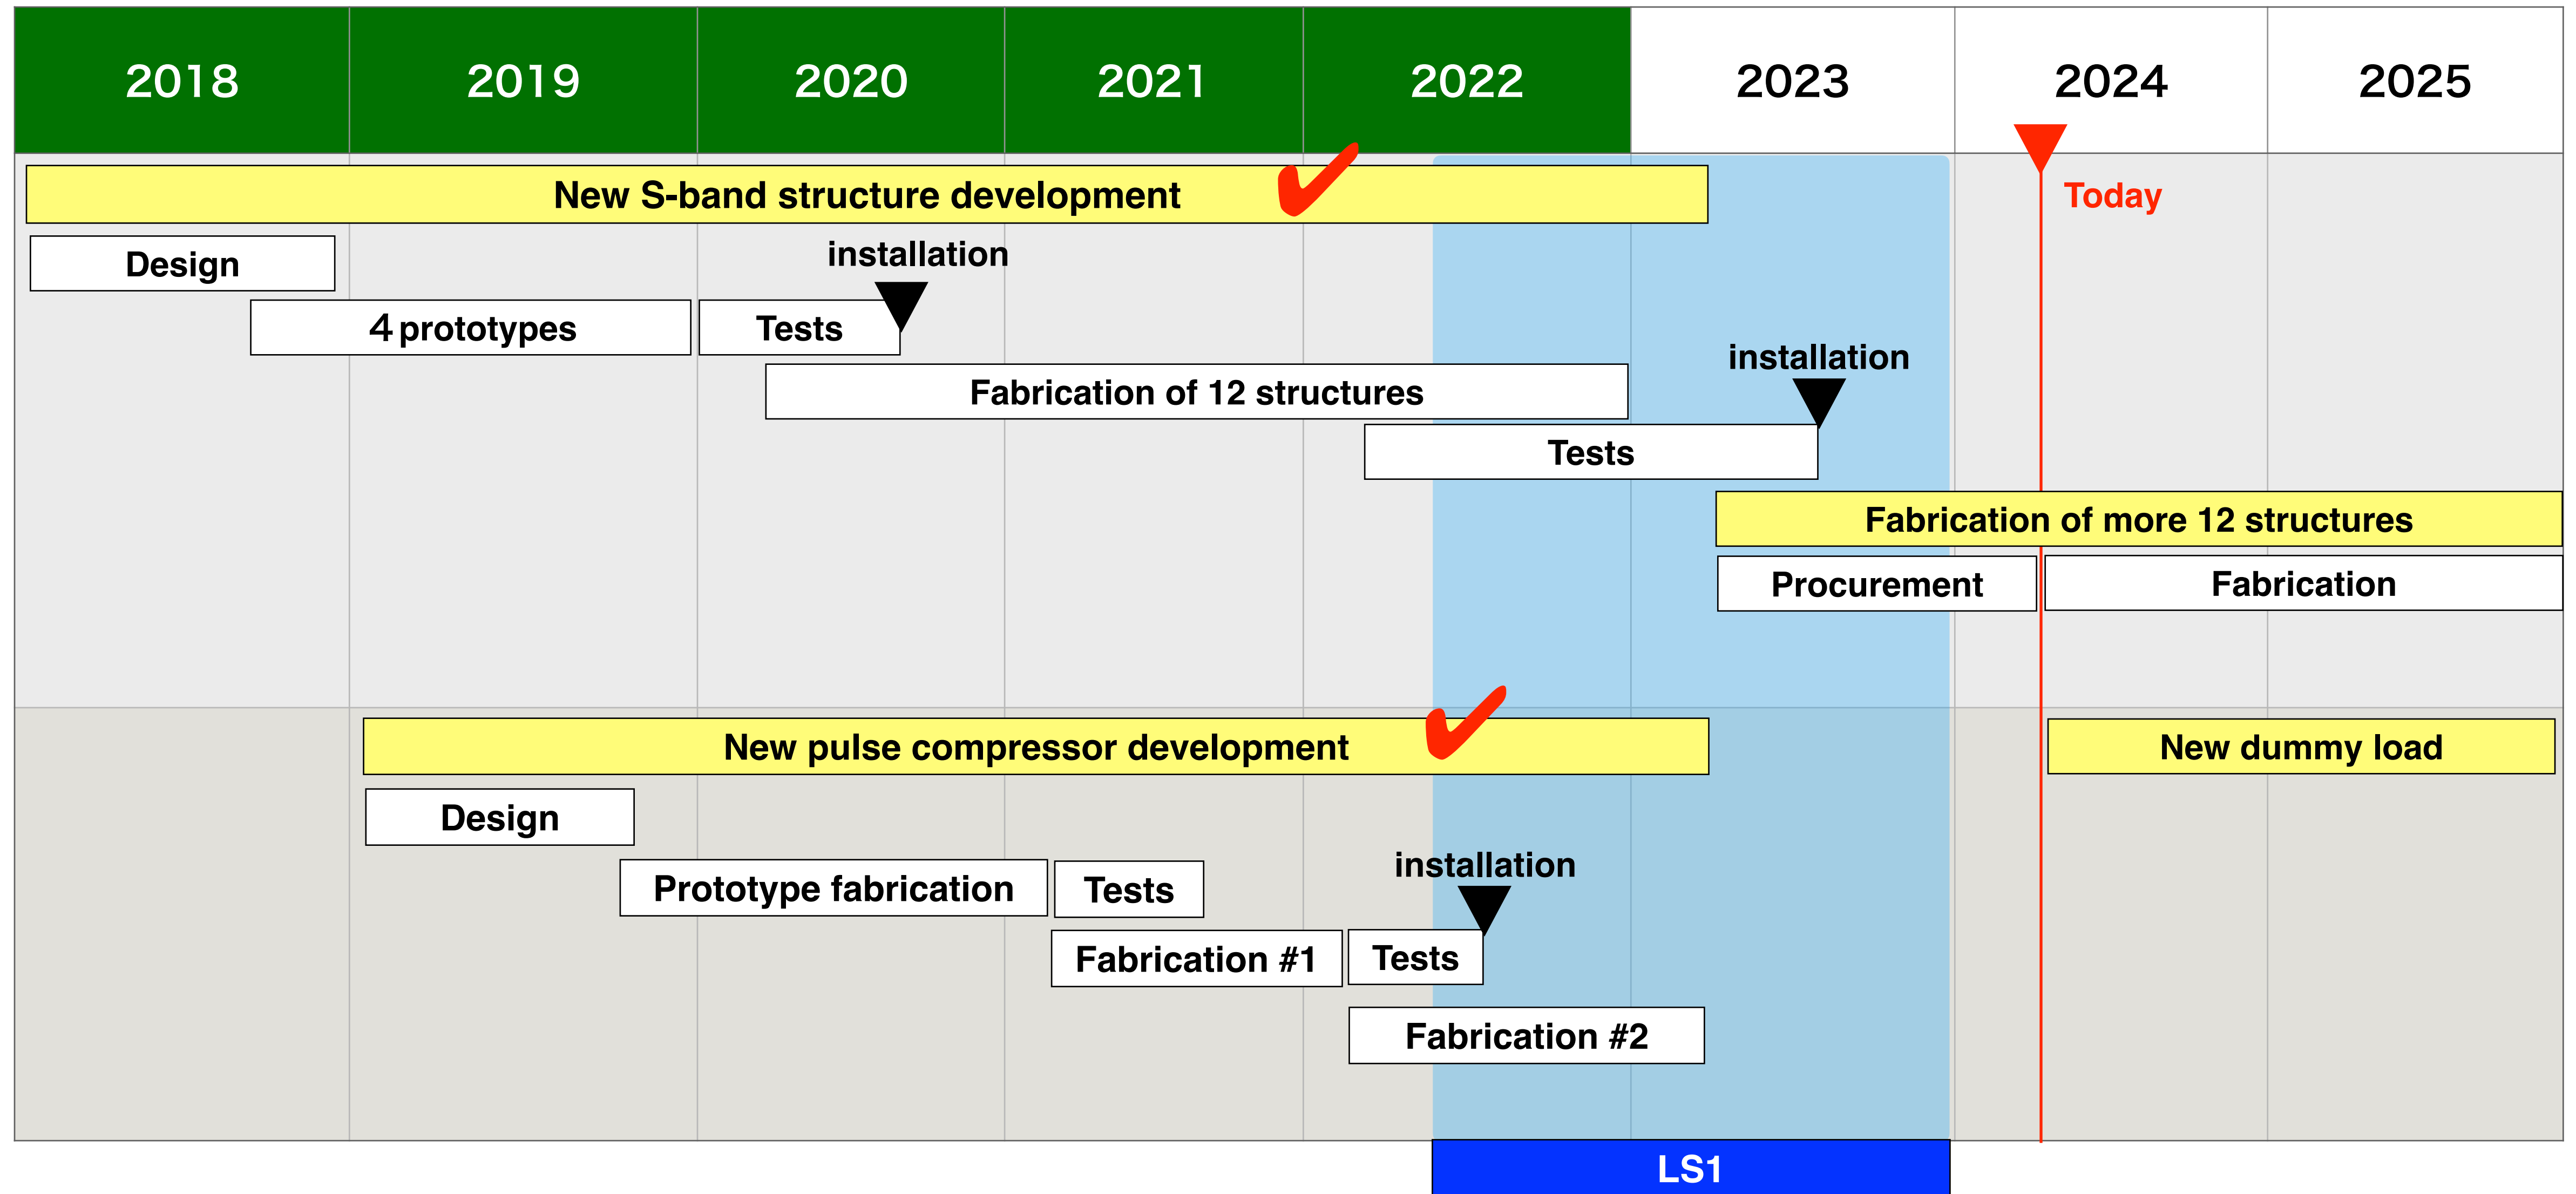 2018 2019 2020 2021 2022 2023 2024 2025
New S-band structure development
Today
Design
installation
4 prototypes
Tests
installation
Fabrication of 12 structures
Tests
Fabrication of more 12 structures
Procurement
Fabrication
New pulse compressor development
New dummy load
Design
installation
Prototype fabrication
Tests
Fabrication #1
Tests
Fabrication #2
LS1